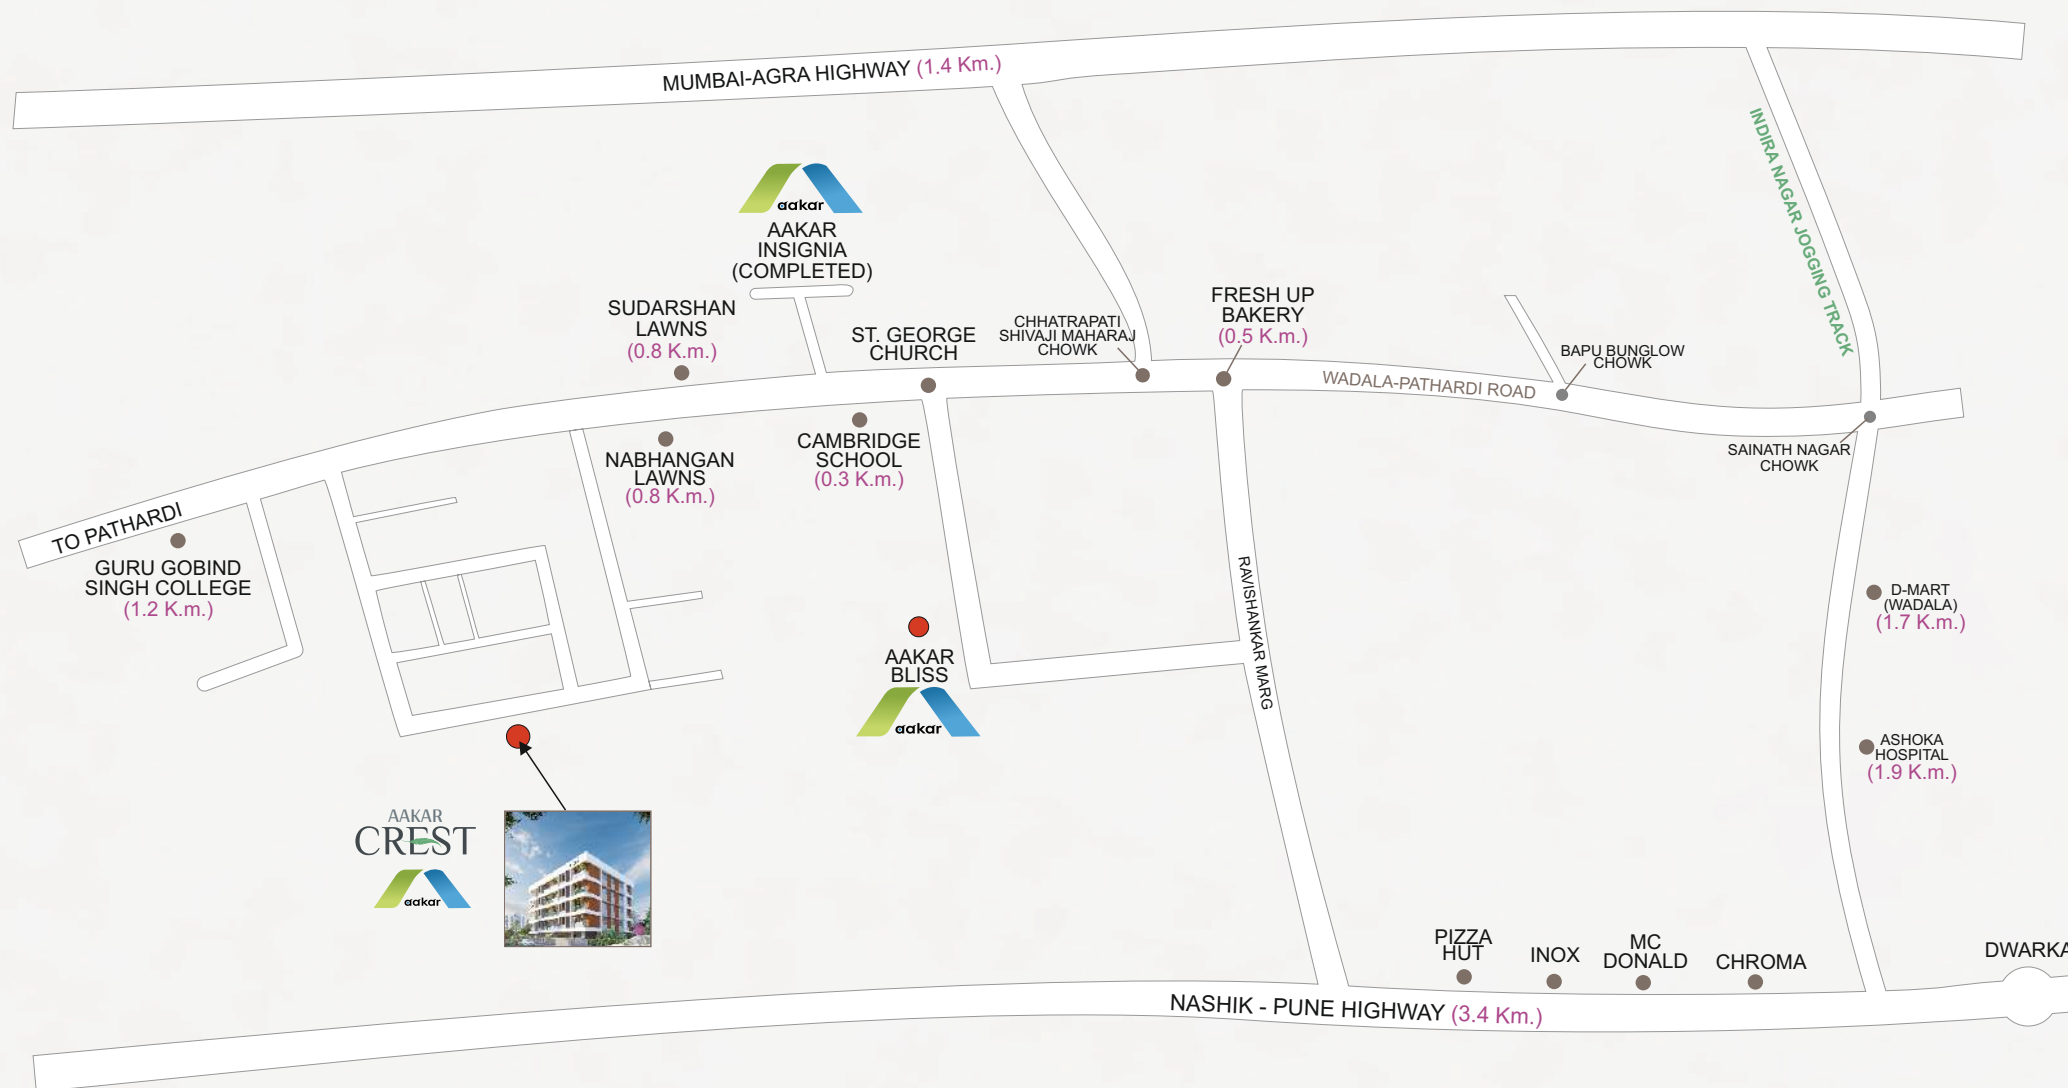 MUMBAI-AGRA HIGHWAY (1.4 Km.)
INDIRA NAGAR JOGGING TRACK
aakar
AAKAR
INSIGNIA
(COMPLETED)
SUDARSHAN
LAWNS
(0.8 K.m.)
ST. GEORGE
CHURCH
CHHATRAPATI
SHIVAJI MAHARAJ
CHOWK
FRESH UP
BAKERY
(0.5 K.m.)
WADALA-PATHARDI ROAD
BAPU BUNGLOW
CHOWK
SAINATH NAGAR
CHOWK
NABHANGAN
LAWNS
(0.8 K.m.)
CAMBRIDGE
SCHOOL
(0.3 K.m.)
TO PATHARDI
GURU GOBIND
SINGH COLLEGE
(1.2 K.m.)
RAVISHANKAR MARG
D-MART
(WADALA)
(1.7 K.m.)
AAKAR
BLISS
aakar
ASHOKA
HOSPITAL
(1.9 K.m.)
AAKAR
CREST
aakar
PIZZA
HUT
INOX
MC
DONALD
CHROMA
DWARKA
NASHIK - PUNE HIGHWAY (3.4 Km.)